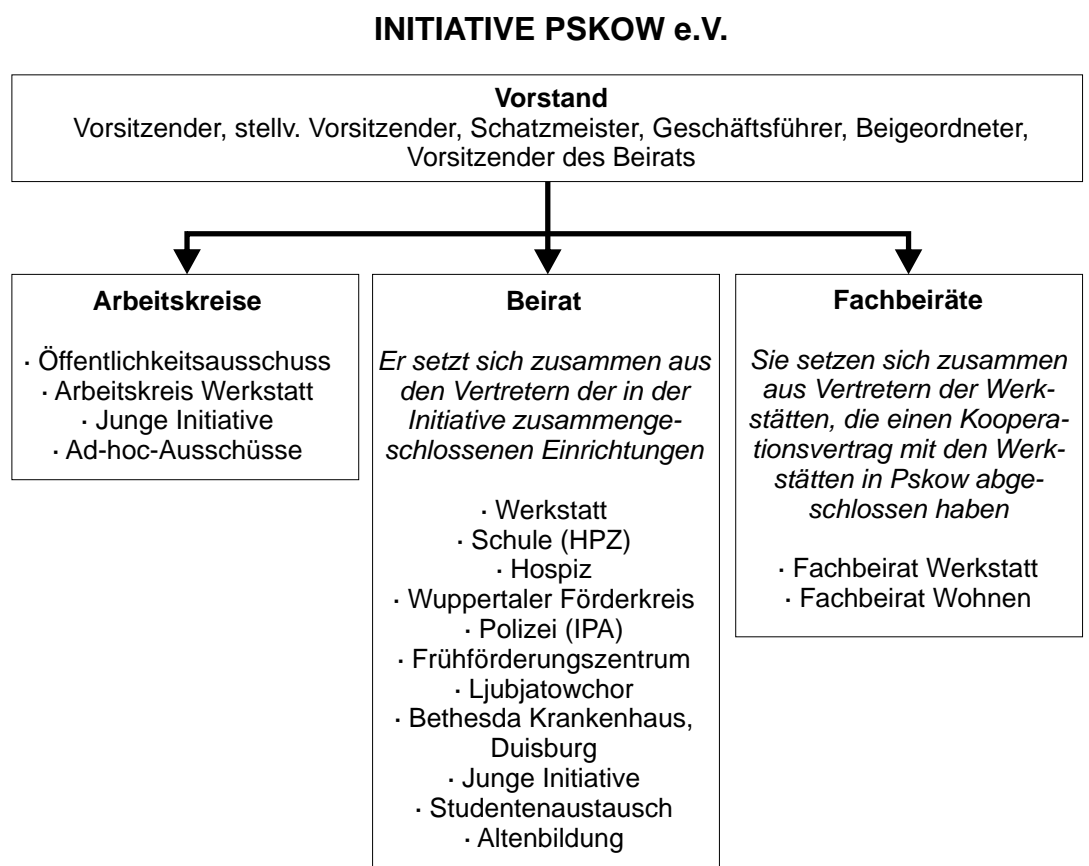 INITIATIVE PSKOW e.V.
Vorstand
Vorsitzender, stellv. Vorsitzender, Schatzmeister, Geschäftsführer, Beigeordneter,
Vorsitzender des Beirats
Arbeitskreise
· Öffentlichkeitsausschuss
· Arbeitskreis Werkstatt
· Junge Initiative
· Ad-hoc-Ausschüsse
Beirat
Er setzt sich zusammen aus
den Vertretern der in der
Initiative zusammenge-
schlossenen Einrichtungen
· Werkstatt
· Schule (HPZ)
· Hospiz
· Wuppertaler Förderkreis
· Polizei (IPA)
· Frühförderungszentrum
· Ljubjatowchor
· Bethesda Krankenhaus,
Duisburg
· Junge Initiative
· Studentenaustausch
· Altenbildung
Fachbeiräte
Sie setzen sich zusammen
aus Vertretern der Werk-
stätten, die einen Koopera-
tionsvertrag mit den Werk-
stätten in Pskow abge-
schlossen haben
· Fachbeirat Werkstatt
· Fachbeirat Wohnen